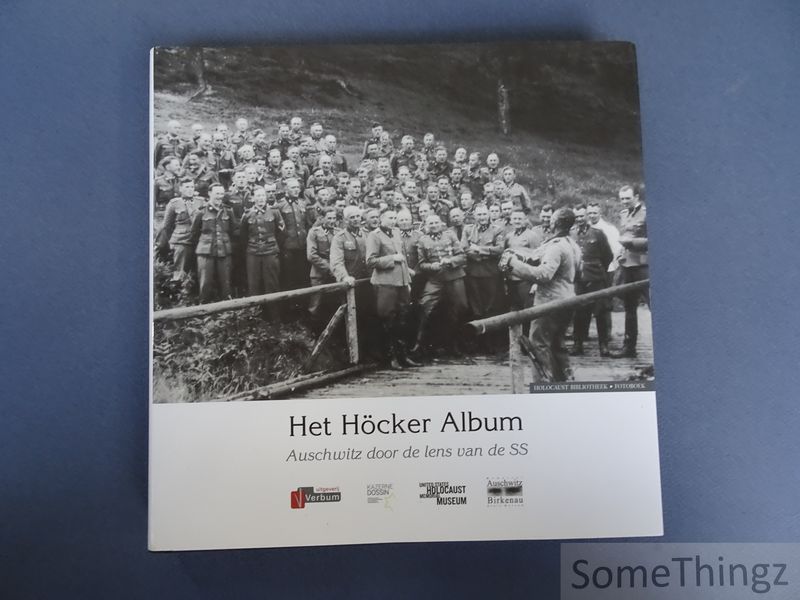 HOLOCAUST BIBLIOTHEEK • FOTOBOEK
Het Höcker Album
Auschwitz door de lens van de SS
uitgeverij
Verbum
KAZERNE
DOSSIN
UNITED STATES
HOLOCAUST
MEMORIAL
MUSEUM
Auschwitz
Birkenau
SomeThingz